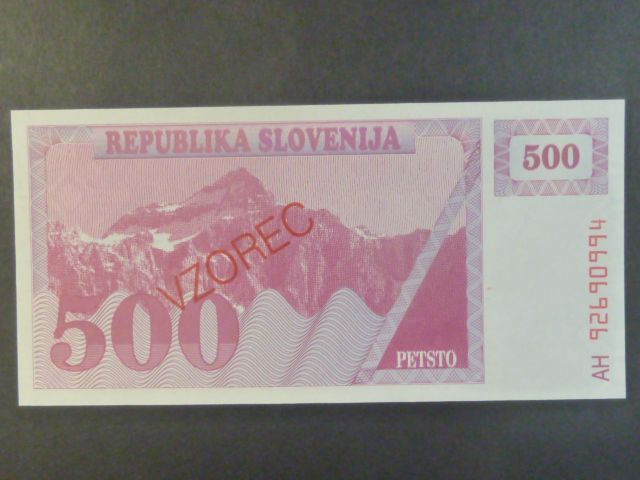 REPUBLIKA SLOVENIJA
500
VZOREC
500
PETSTO
AH 92690994